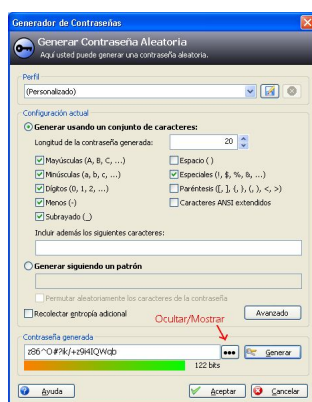 Generador de Contraseñas
Generar Contraseña Aleatoria
Aquí usted puede generar una contraseña aleatoria.
Perfil
(Personalizado)
Configuración actual
Generar usando un conjunto de caracteres:
Longitud de la contraseña generada: 20
Mayúsculas (A, B, C, ...) Espacio ( )
Minúsculas (a, b, c, ...) Especiales (!, $, %, &, ...)
Dígitos (0, 1, 2, ...) Paréntesis ([, ], {, }, (, ), <, >)
Menos (-) Caracteres ANSI extendidos
Subrayado (_)
Incluir además los siguientes caracteres:
Generar siguiendo un patrón
Permutar aleatoriamente los caracteres de la contraseña
Recolectar entropía adicional Avanzado
Ocultar/Mostrar
Contraseña generada
z86^O#?ik/+z9i4IQWqb Generar
122 bits
Ayuda Aceptar Cancelar